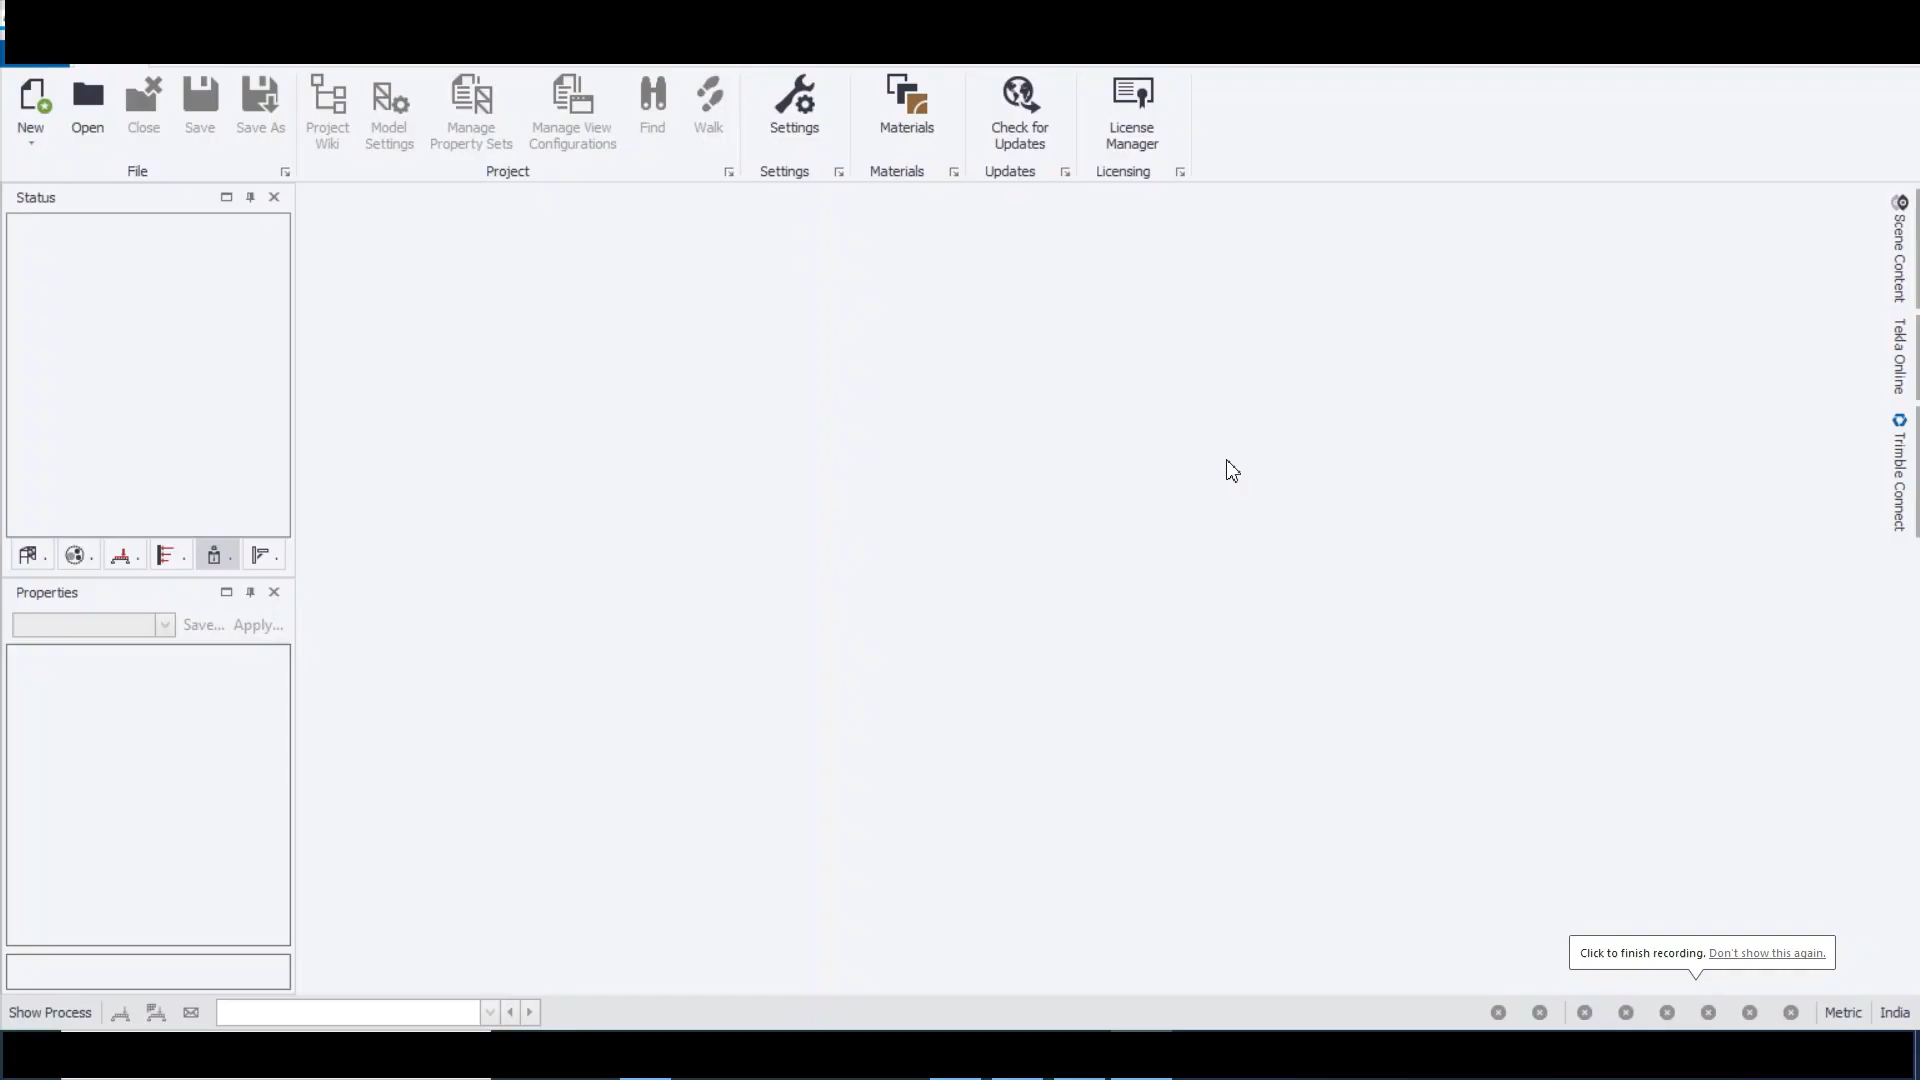 New
Open
Close
Save
Save As
Project
Wiki
Model
Settings
Manage
Property Sets
Manage View
Configurations
Find
Walk
Settings
Materials
Check for
Updates
License
Manager
File
Project
Settings
Materials
Updates
Licensing
Status
Scene Content
Tekla Online
Trimble Connect
Properties
Save... Apply...
Click to finish recording. Don't show this again.
Show Process
Metric
India